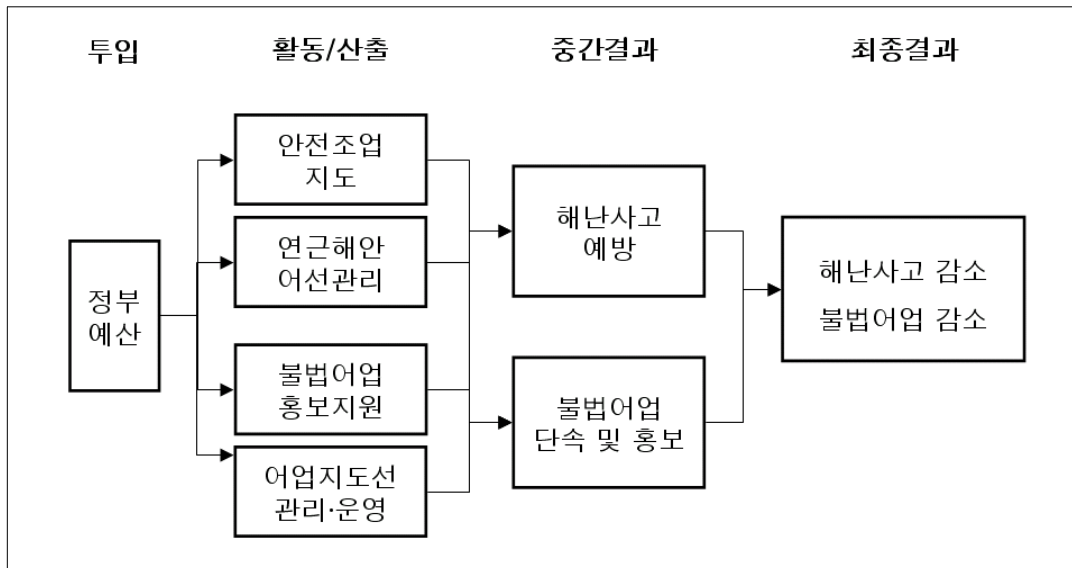 투입
활동/산출
중간결과
최종결과
정부
예산
안전조업
지도
연근해안
어선관리
불법어업
홍보지원
어업지도선
관리·운영
해난사고
예방
불법어업
단속 및 홍보
해난사고 감소
불법어업 감소